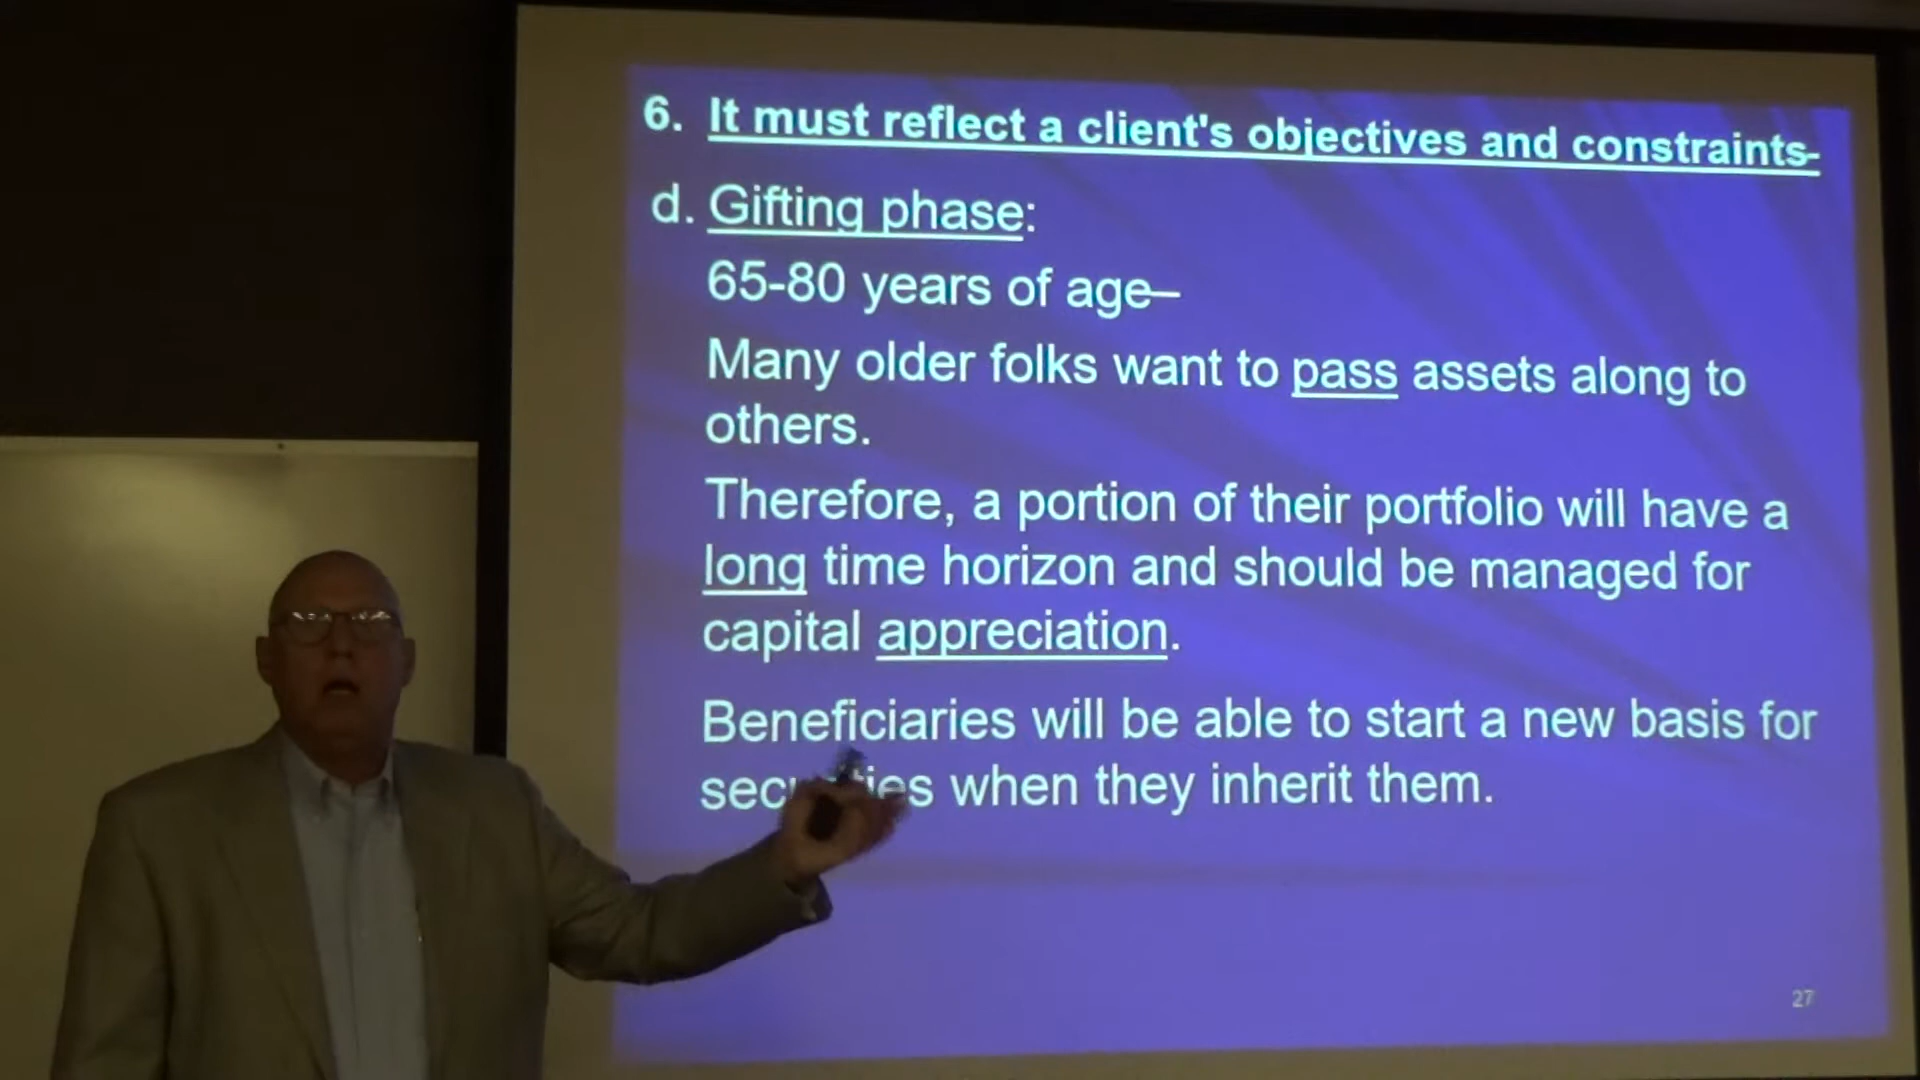 6. It must reflect a client's objectives and constraints-
d. Gifting phase:
65-80 years of age–
Many older folks want to pass assets along to
others.
Therefore, a portion of their portfolio will have a
long time horizon and should be managed for
capital appreciation.
Beneficiaries will be able to start a new basis for
securities when they inherit them.
27